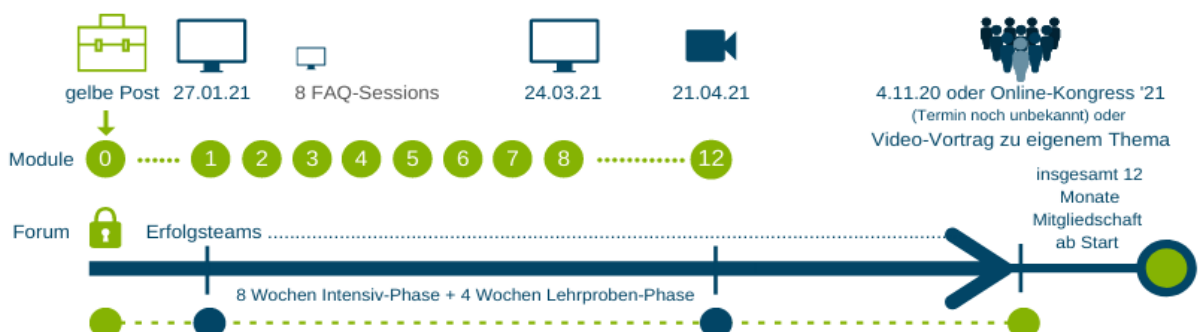 gelbe Post 27.01.21 8 FAQ-Sessions 24.03.21 21.04.21 4.11.20 oder Online-Kongress '21
(Termin noch unbekannt) oder
Video-Vortrag zu eigenem Thema
Module 0 1 2 3 4 5 6 7 8 12
insgesamt 12
Monate
Mitgliedschaft
ab Start
Forum Erfolgsteams
8 Wochen Intensiv-Phase + 4 Wochen Lehrproben-Phase